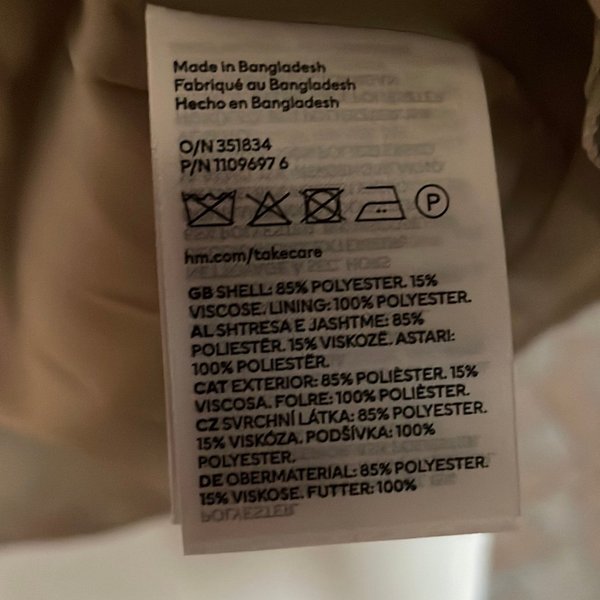 Made in Bangladesh
Fabriqué au Bangladesh
Hecho en Bangladesh
O/N 351834
P/N 1109697 6
P
hm.com/takecare
GB SHELL: 85% POLYESTER. 15%
VISCOSE. LINING: 100% POLYESTER.
AL SHTRESA E JASHTME: 85%
POLIESTËR. 15% VISKOZË. ASTARI:
100% POLIESTËR.
CAT EXTERIOR: 85% POLIÈSTER. 15%
VISCOSA. FOLRE: 100% POLIÈSTER.
CZ SVRCHNÍ LÁTKA: 85% POLYESTER.
15% VISKÓZA. PODŠÍVKA: 100%
POLYESTER.
DE OBERMATERIAL: 85% POLYESTER.
15% VISKOSE. FUTTER: 100%